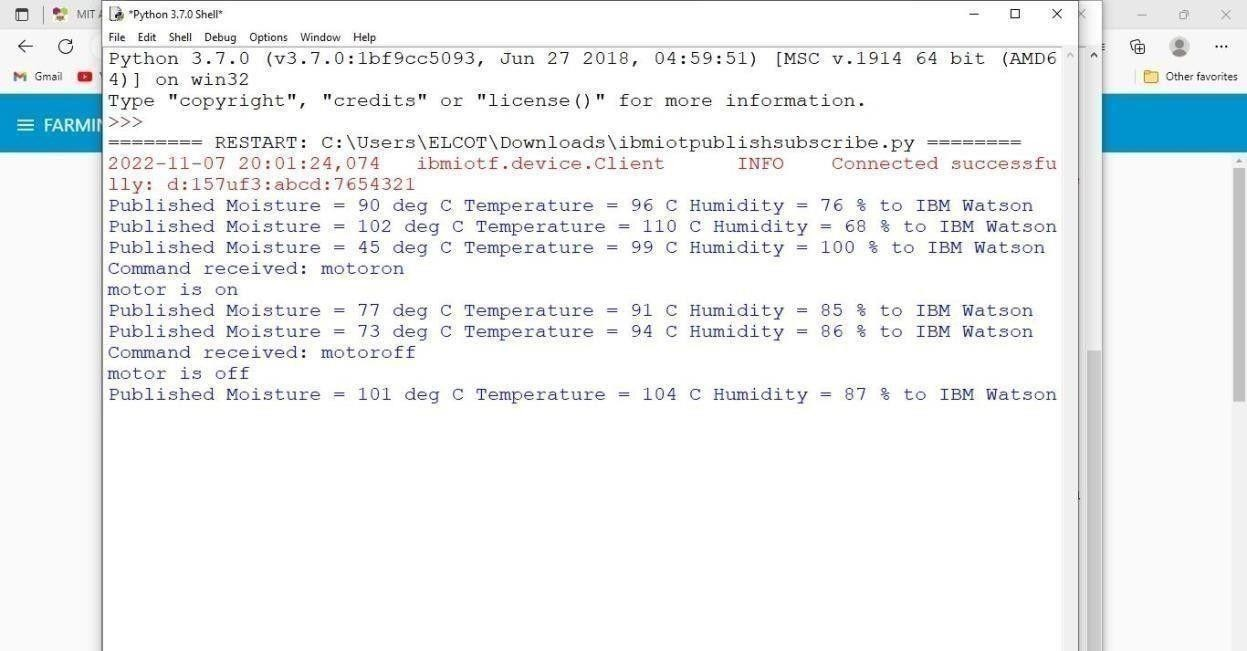 MIT
*Python 3.7.0 Shell*
File Edit Shell Debug Options Window Help
Gmail
Other favorites
FARMIN
Python 3.7.0 (v3.7.0:1bf9cc5093, Jun 27 2018, 04:59:51) [MSC v.1914 64 bit (AMD6
4)] on win32
Type "copyright", "credits" or "license()" for more information.
>>>
======== RESTART: C:\Users\ELCOT\Downloads\ibmiotpublishsubscribe.py ========
2022-11-07 20:01:24,074   ibmiotf.device.Client      INFO    Connected successfu
lly: d:157uf3:abcd:7654321
Published Moisture = 90 deg C Temperature = 96 C Humidity = 76 % to IBM Watson
Published Moisture = 102 deg C Temperature = 110 C Humidity = 68 % to IBM Watson
Published Moisture = 45 deg C Temperature = 99 C Humidity = 100 % to IBM Watson
Command received: motoron
motor is on
Published Moisture = 77 deg C Temperature = 91 C Humidity = 85 % to IBM Watson
Published Moisture = 73 deg C Temperature = 94 C Humidity = 86 % to IBM Watson
Command received: motoroff
motor is off
Published Moisture = 101 deg C Temperature = 104 C Humidity = 87 % to IBM Watson